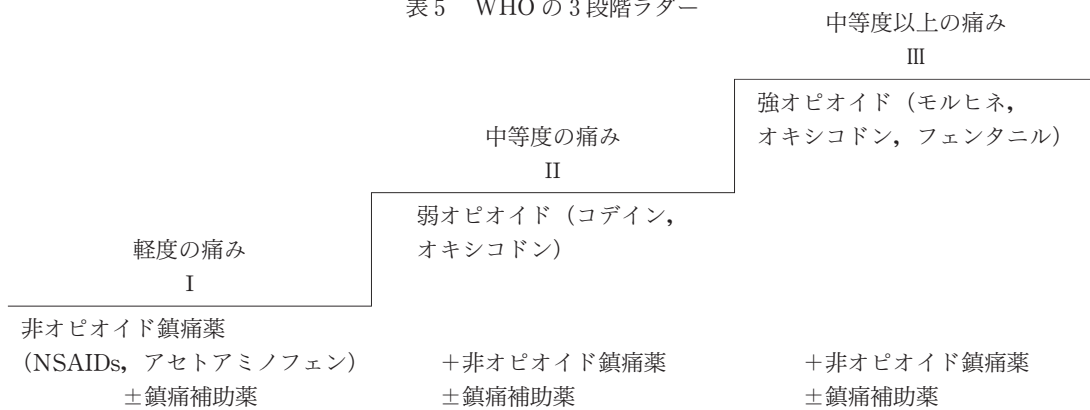 表5　WHOの3段階ラダー
中等度以上の痛み
Ⅲ
強オピオイド（モルヒネ，
オキシコドン，フェンタニル）
中等度の痛み
II
弱オピオイド（コデイン，
オキシコドン）
軽度の痛み
I
非オピオイド鎮痛薬
（NSAIDs，アセトアミノフェン）
±鎮痛補助薬
＋非オピオイド鎮痛薬
±鎮痛補助薬
＋非オピオイド鎮痛薬
±鎮痛補助薬